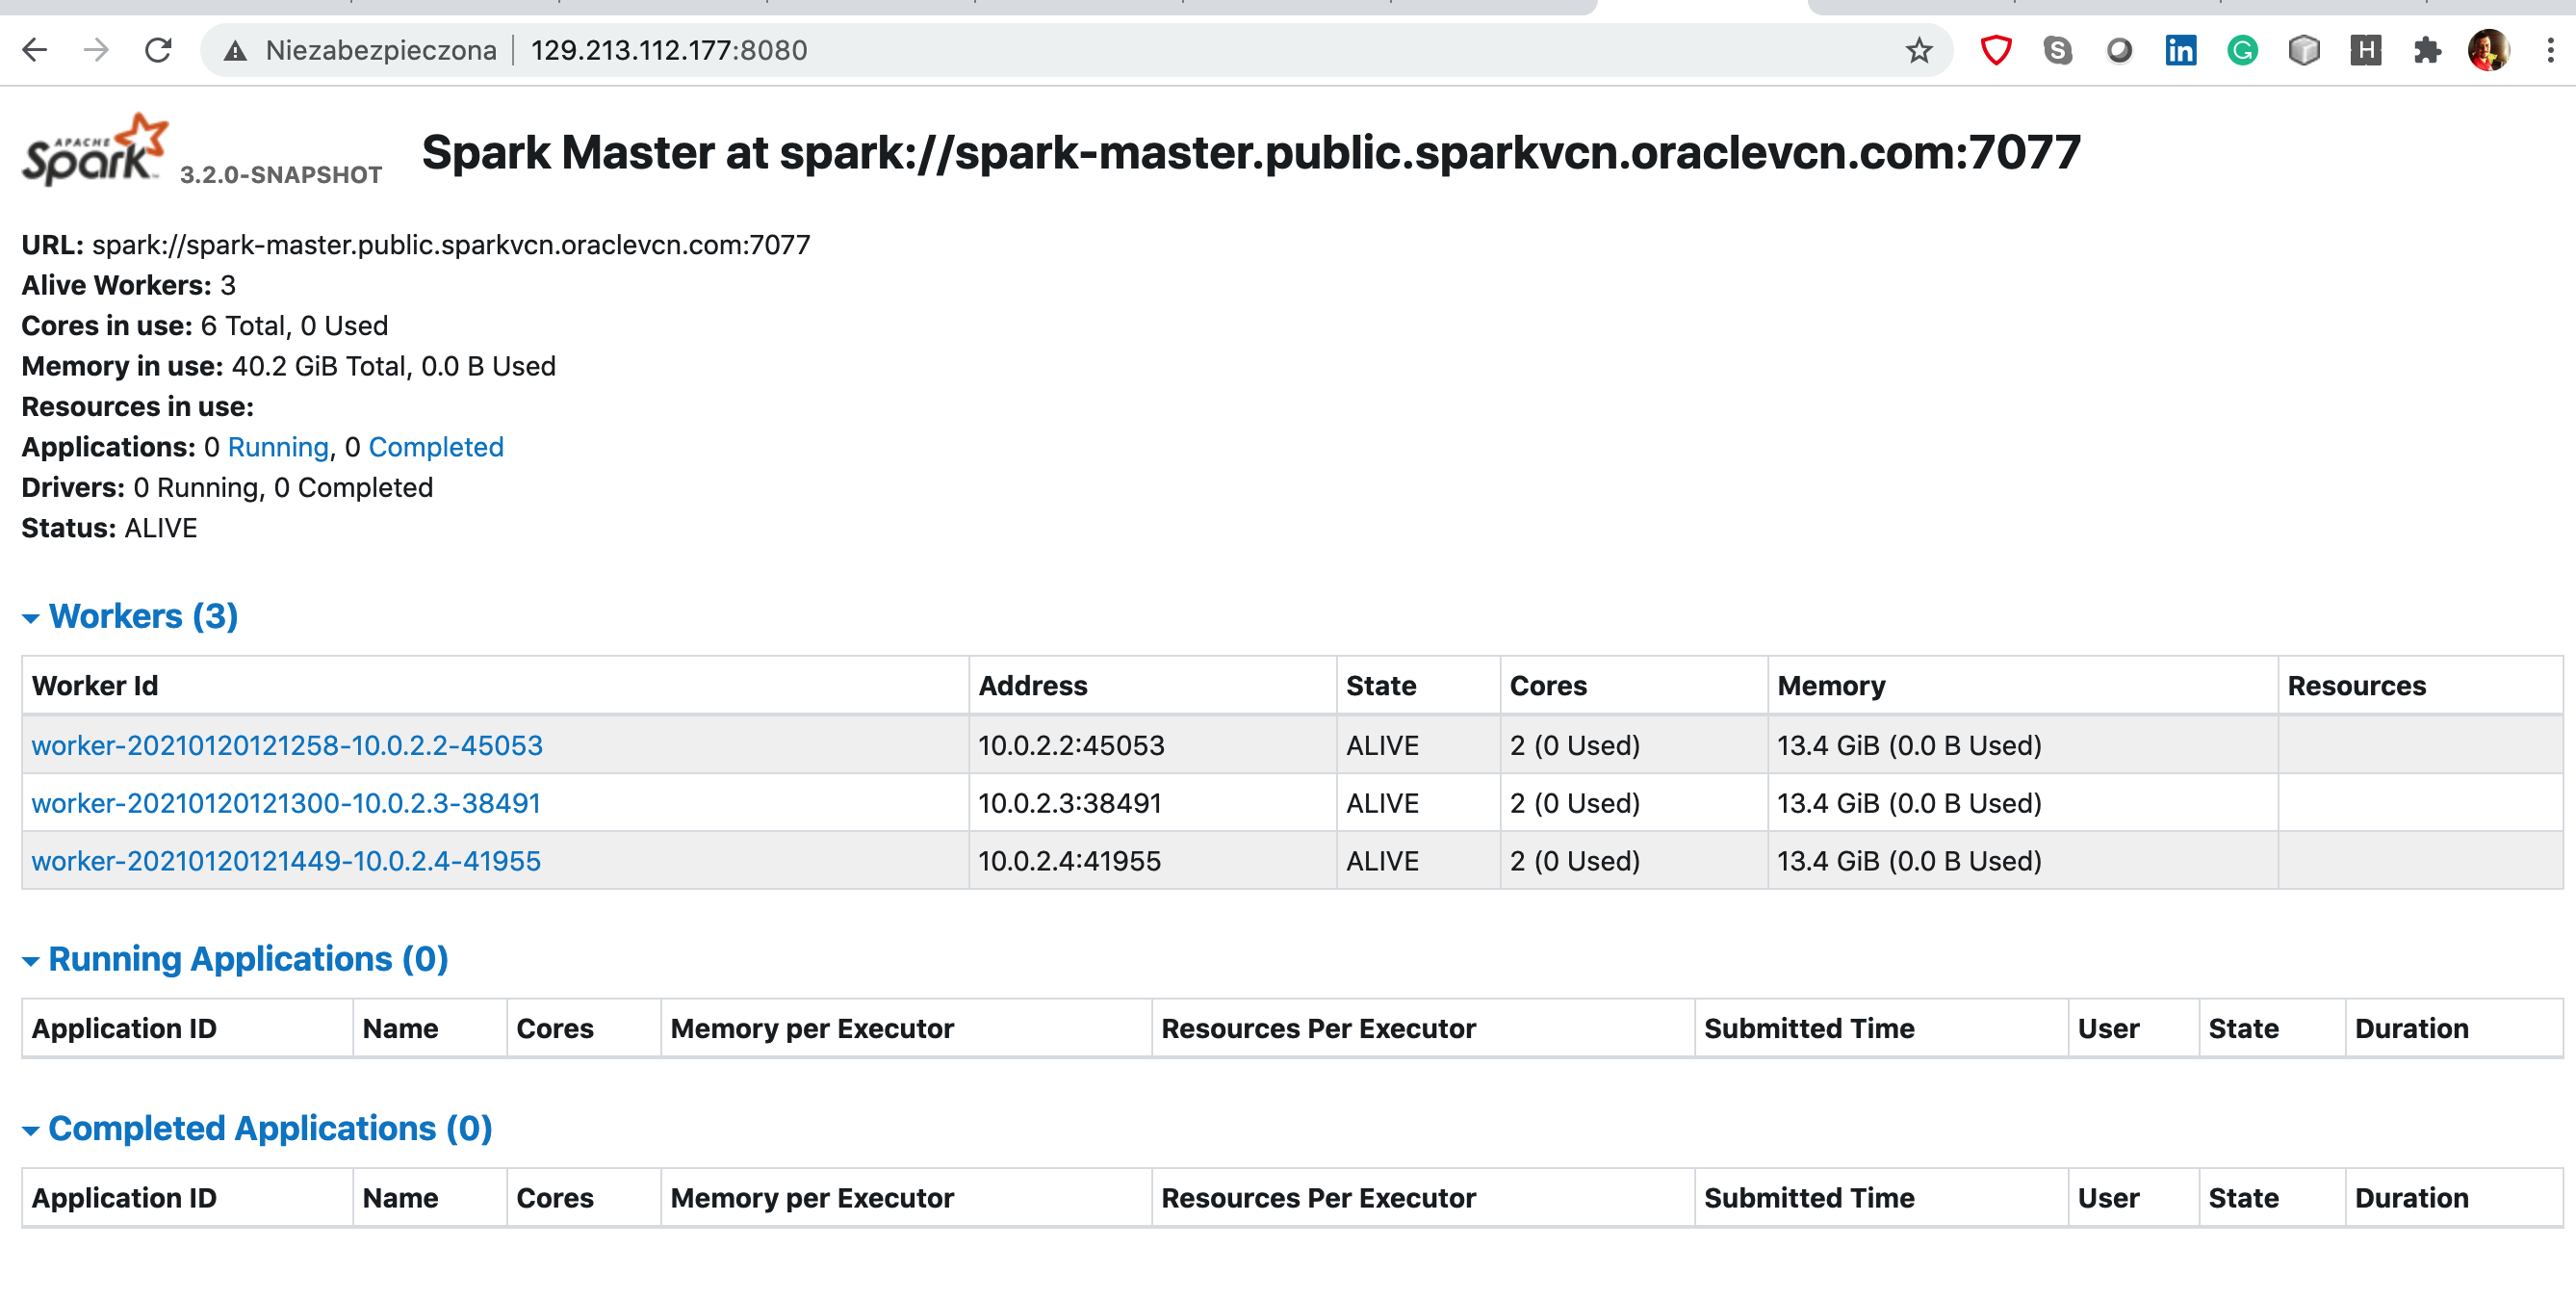 Niezabezpieczona 129.213.112.177:8080
APACHE Spark 3.2.0-SNAPSHOT Spark Master at spark://spark-master.public.sparkvcn.oraclevcn.com:7077
URL: spark://spark-master.public.sparkvcn.oraclevcn.com:7077
Alive Workers: 3
Cores in use: 6 Total, 0 Used
Memory in use: 40.2 GiB Total, 0.0 B Used
Resources in use:
Applications: 0 Running, 0 Completed
Drivers: 0 Running, 0 Completed
Status: ALIVE
Workers (3)
Worker Id Address State Cores Memory Resources
worker-20210120121258-10.0.2.2-45053 10.0.2.2:45053 ALIVE 2 (0 Used) 13.4 GiB (0.0 B Used)
worker-20210120121300-10.0.2.3-38491 10.0.2.3:38491 ALIVE 2 (0 Used) 13.4 GiB (0.0 B Used)
worker-20210120121449-10.0.2.4-41955 10.0.2.4:41955 ALIVE 2 (0 Used) 13.4 GiB (0.0 B Used)
Running Applications (0)
Application ID Name Cores Memory per Executor Resources Per Executor Submitted Time User State Duration
Completed Applications (0)
Application ID Name Cores Memory per Executor Resources Per Executor Submitted Time User State Duration